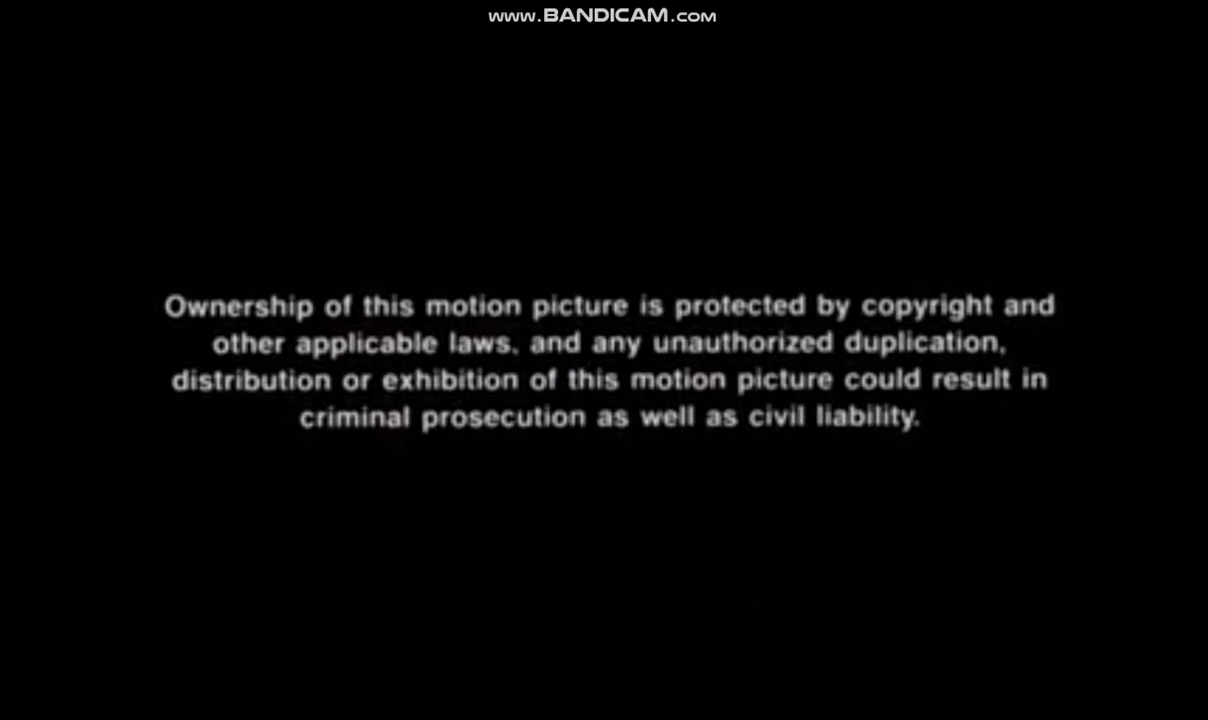 www.BANDICAM.com
Ownership of this motion picture is protected by copyright and
other applicable laws, and any unauthorized duplication,
distribution or exhibition of this motion picture could result in
criminal prosecution as well as civil liability.